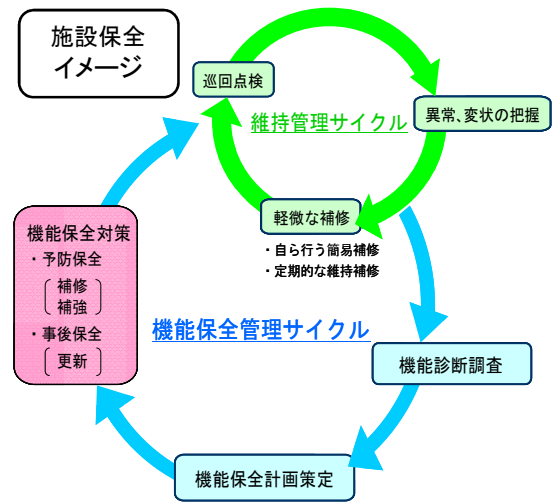 施設保全
イメージ
巡回点検
異常、変状の把握
維持管理サイクル
軽微な補修
・自ら行う簡易補修
・定期的な維持補修
機能保全対策
・予防保全
補修
補強
・事後保全
更新
機能保全管理サイクル
機能診断調査
機能保全計画策定